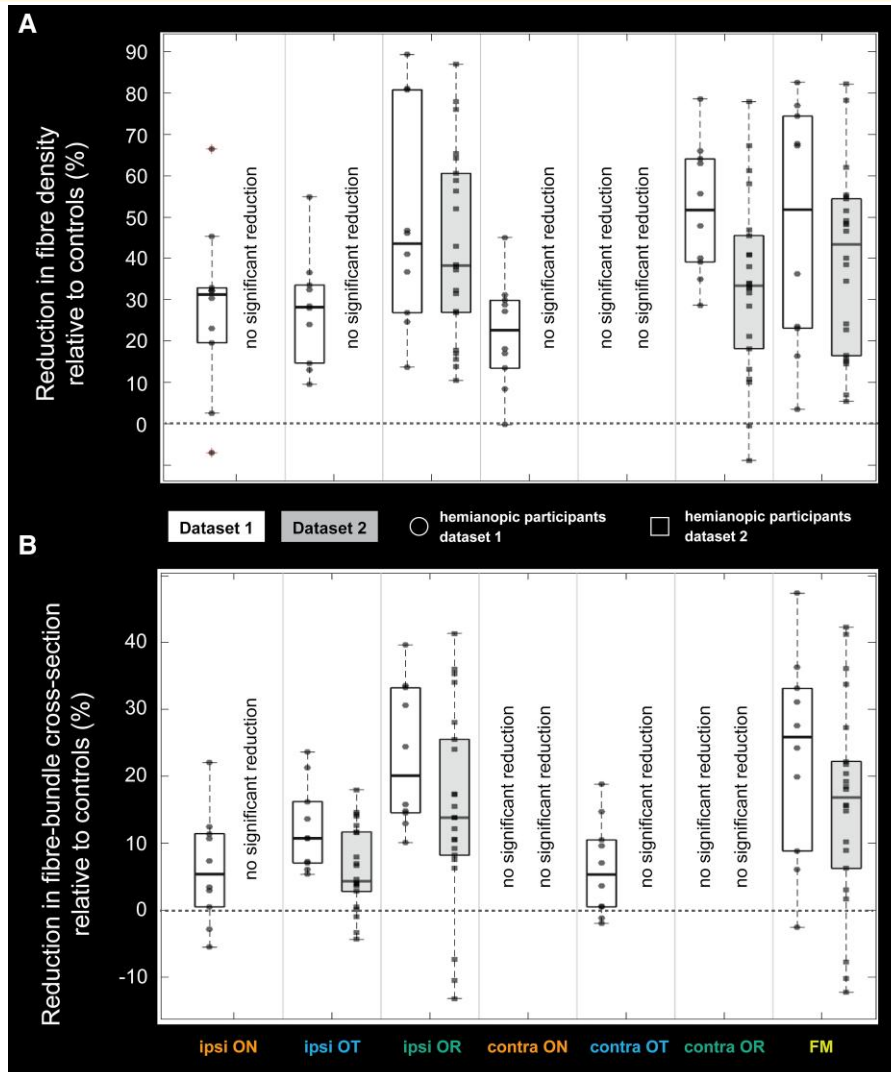 A
Reduction in fibre density
relative to controls (%)
90
80
70
60
50
40
30
20
10
0
no significant reduction
no significant reduction
no significant reduction
no significant reduction
no significant reduction
Dataset 1
Dataset 2
hemianopic participants
dataset 1
hemianopic participants
dataset 2
B
Reduction in fibre-bundle cross-section
relative to controls (%)
40
30
20
10
0
-10
no significant reduction
no significant reduction
no significant reduction
no significant reduction
no significant reduction
no significant reduction
ipsi ON
ipsi OT
ipsi OR
contra ON
contra OT
contra OR
FM